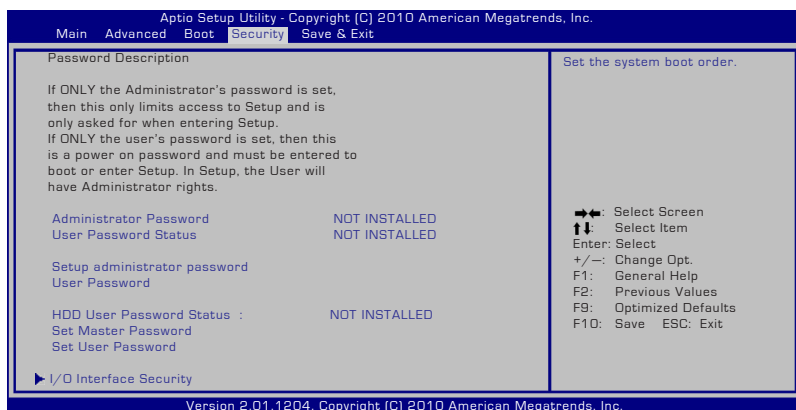 Aptio Setup Utility - Copyright (C) 2010 American Megatrends, Inc.
Main Advanced Boot Security Save & Exit
Password Description
If ONLY the Administrator's password is set,
then this only limits access to Setup and is
only asked for when entering Setup.
If ONLY the user's password is set, then this
is a power on password and must be entered to
boot or enter Setup. In Setup, the User will
have Administrator rights.
Administrator Password NOT INSTALLED
User Password Status NOT INSTALLED
Setup administrator password
User Password
HDD User Password Status : NOT INSTALLED
Set Master Password
Set User Password
I/O Interface Security
Set the system boot order.
→←: Select Screen
↑↓: Select Item
Enter: Select
+/—: Change Opt.
F1: General Help
F2: Previous Values
F9: Optimized Defaults
F10: Save ESC: Exit
Version 2.01.1204. Copyright (C) 2010 American Megatrends, Inc.